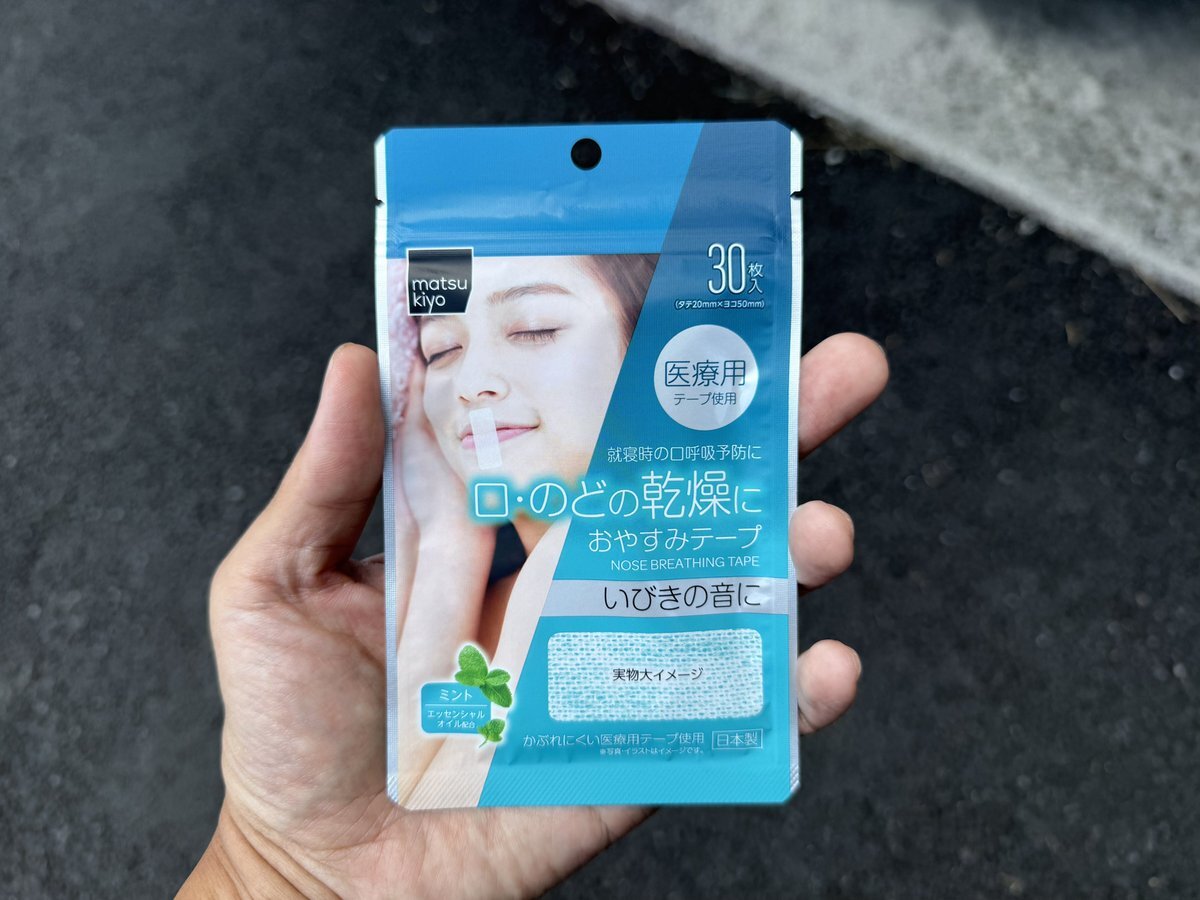 matsu
kiyo
30枚入
(タテ20mm×ヨコ50mm)
医療用
テープ使用
就寝時の口呼吸予防に
口・のどの乾燥に
おやすみテープ
NOSE BREATHING TAPE
いびきの音に
実物大イメージ
ミント
エッセンシャル
オイル配合
かぶれにくい医療用テープ使用 日本製
※写真・イラストはイメージです。